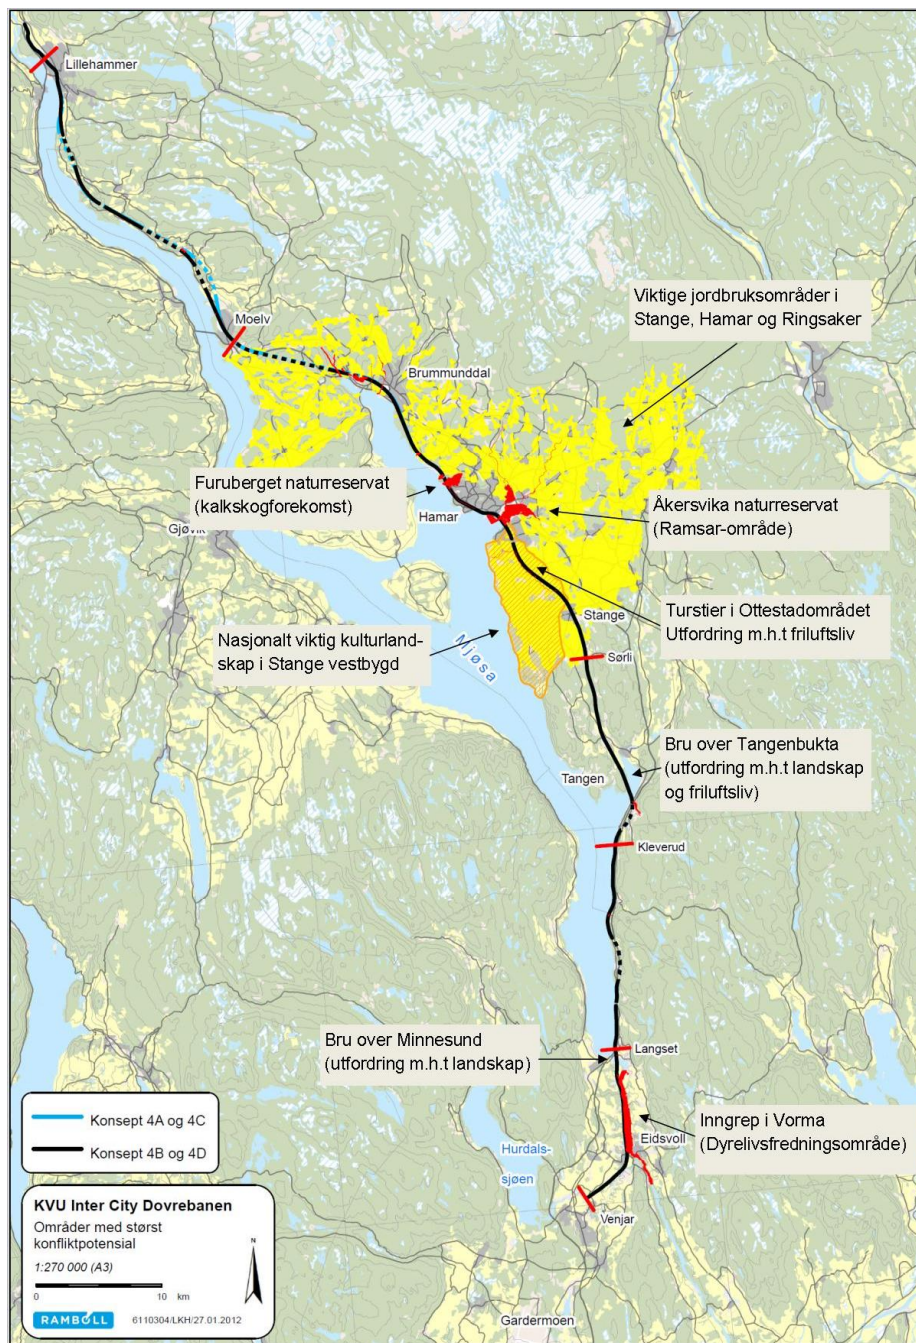 Lillehammer
Viktige jordbruksområder i
Stange, Hamar og Ringsaker
Moelv
Brummunddal
Furuberget naturreservat
(kalkskogforekomst)
Hamar
Åkersvika naturreservat
(Ramsar-område)
Gjøvik
Turstier i Ottestadområdet
Utfordring m.h.t friluftsliv
Stange
Nasjonalt viktig kulturland-
skap i Stange vestbygd
Mjøsa
Sørli
Bru over Tangenbukta
(utfordring m.h.t landskap
og friluftsliv)
Tangen
Kleverud
Bru over Minnesund
(utfordring m.h.t landskap)
Langset
Inngrep i Vorma
(Dyrelivsfredningsområde)
Eidsvoll
Hurdals-
sjøen
Venjar
Gardermoen
Konsept 4A og 4C
Konsept 4B og 4D
KVU Inter City Dovrebanen
Områder med størst
konfliktpotensial
1:270 000 (A3)
N
0 10 km
RAMBOLL 6110304/LKH/27.01.2012